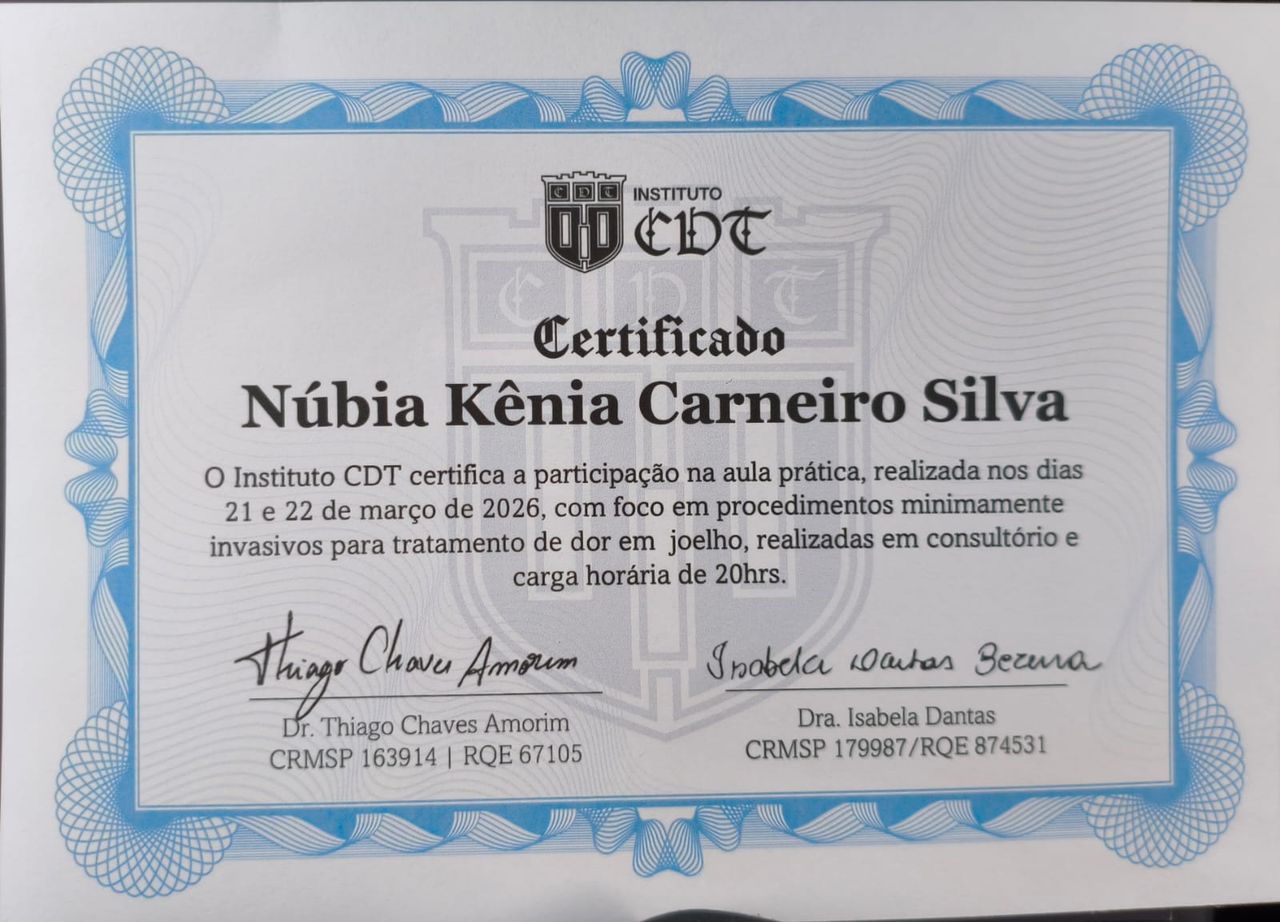 C D T
INSTITUTO
CDT
C D T
Certificado
Núbia Kênia Carneiro Silva
O Instituto CDT certifica a participação na aula prática, realizada nos dias
21 e 22 de março de 2026, com foco em procedimentos minimamente
invasivos para tratamento de dor em joelho, realizadas em consultório e
carga horária de 20hrs.
Thiago Chaves Amorim
Isabela Dantas Bezerra
Dr. Thiago Chaves Amorim
CRMSP 163914 | RQE 67105
Dra. Isabela Dantas
CRMSP 179987/RQE 874531